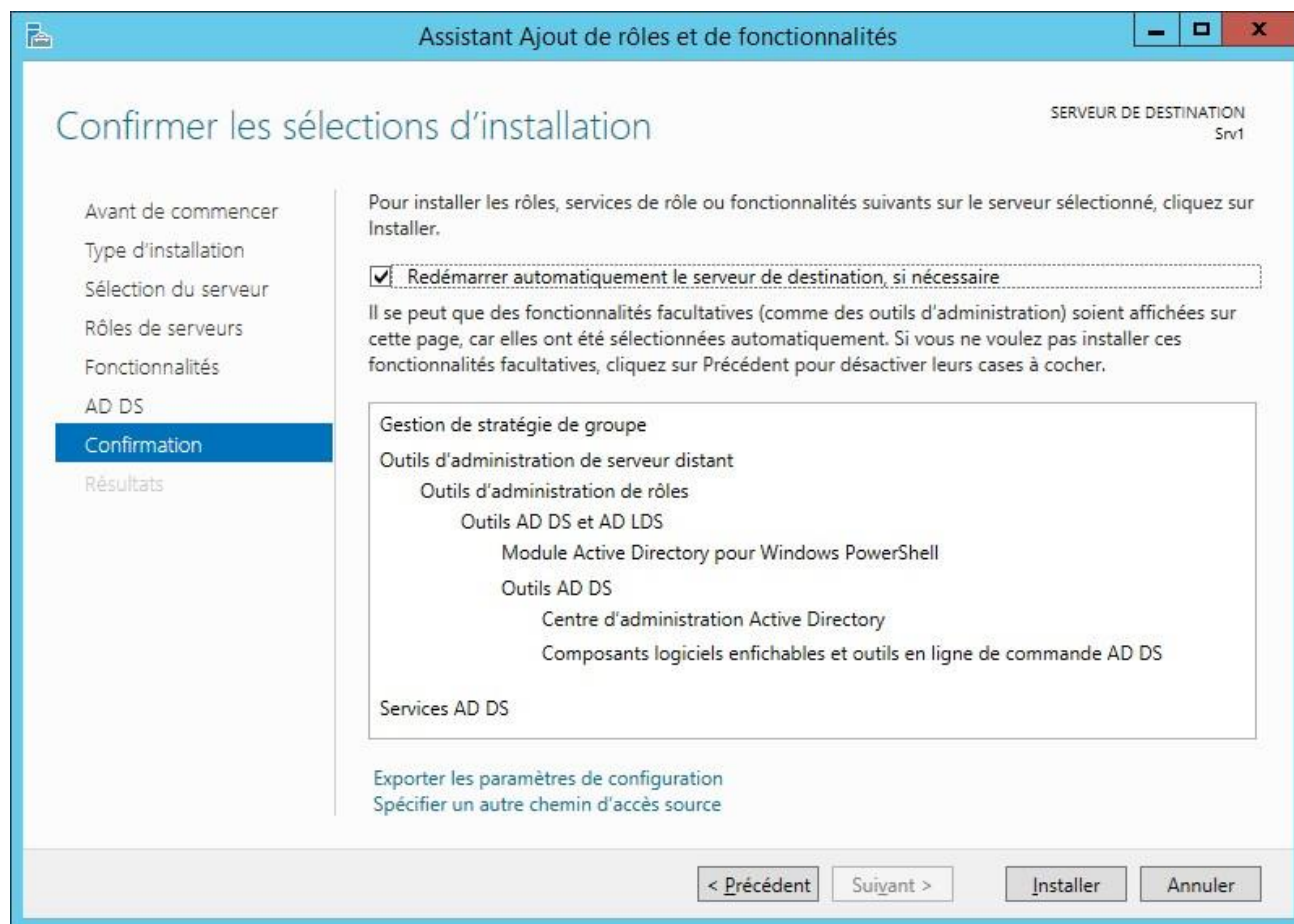 Assistant Ajout de rôles et de fonctionnalités
Confirmer les sélections d'installation
SERVEUR DE DESTINATION
Srv1
Avant de commencer
Type d'installation
Sélection du serveur
Rôles de serveurs
Fonctionnalités
AD DS
Confirmation
Résultats
Pour installer les rôles, services de rôle ou fonctionnalités suivants sur le serveur sélectionné, cliquez sur
Installer.
Redémarrer automatiquement le serveur de destination, si nécessaire
Il se peut que des fonctionnalités facultatives (comme des outils d'administration) soient affichées sur
cette page, car elles ont été sélectionnées automatiquement. Si vous ne voulez pas installer ces
fonctionnalités facultatives, cliquez sur Précédent pour désactiver leurs cases à cocher.
Gestion de stratégie de groupe
Outils d'administration de serveur distant
Outils d'administration de rôles
Outils AD DS et AD LDS
Module Active Directory pour Windows PowerShell
Outils AD DS
Centre d'administration Active Directory
Composants logiciels enfichables et outils en ligne de commande AD DS
Services AD DS
Exporter les paramètres de configuration
Spécifier un autre chemin d'accès source
< Précédent
Suivant >
Installer
Annuler